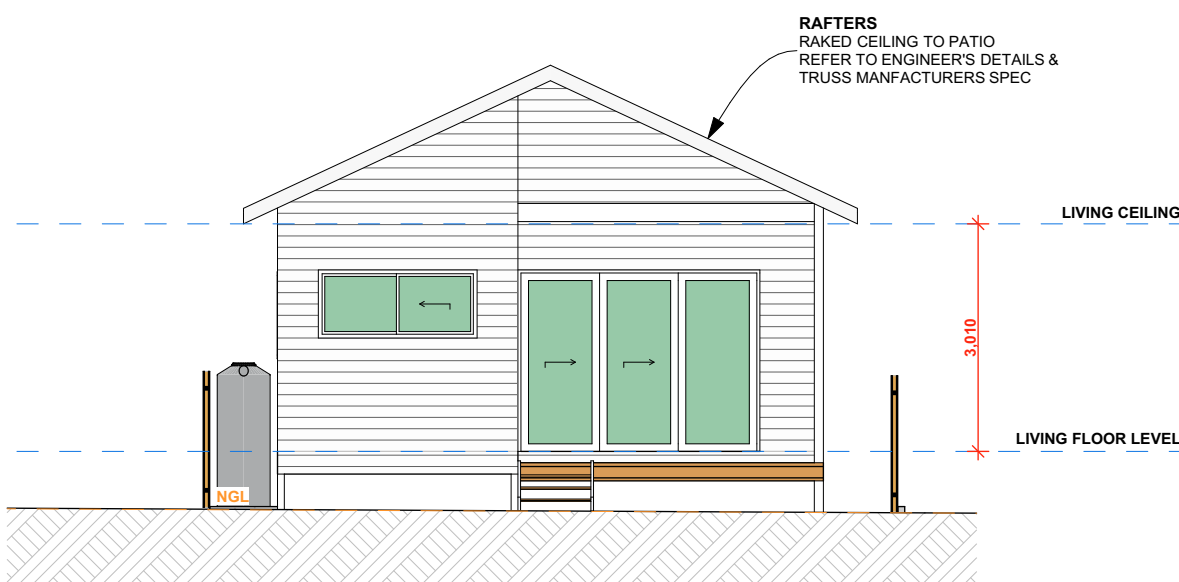 RAFTERS
RAKED CEILING TO PATIO
REFER TO ENGINEER'S DETAILS &
TRUSS MANFACTURERS SPEC
LIVING CEILING
3,010
LIVING FLOOR LEVEL
NGL